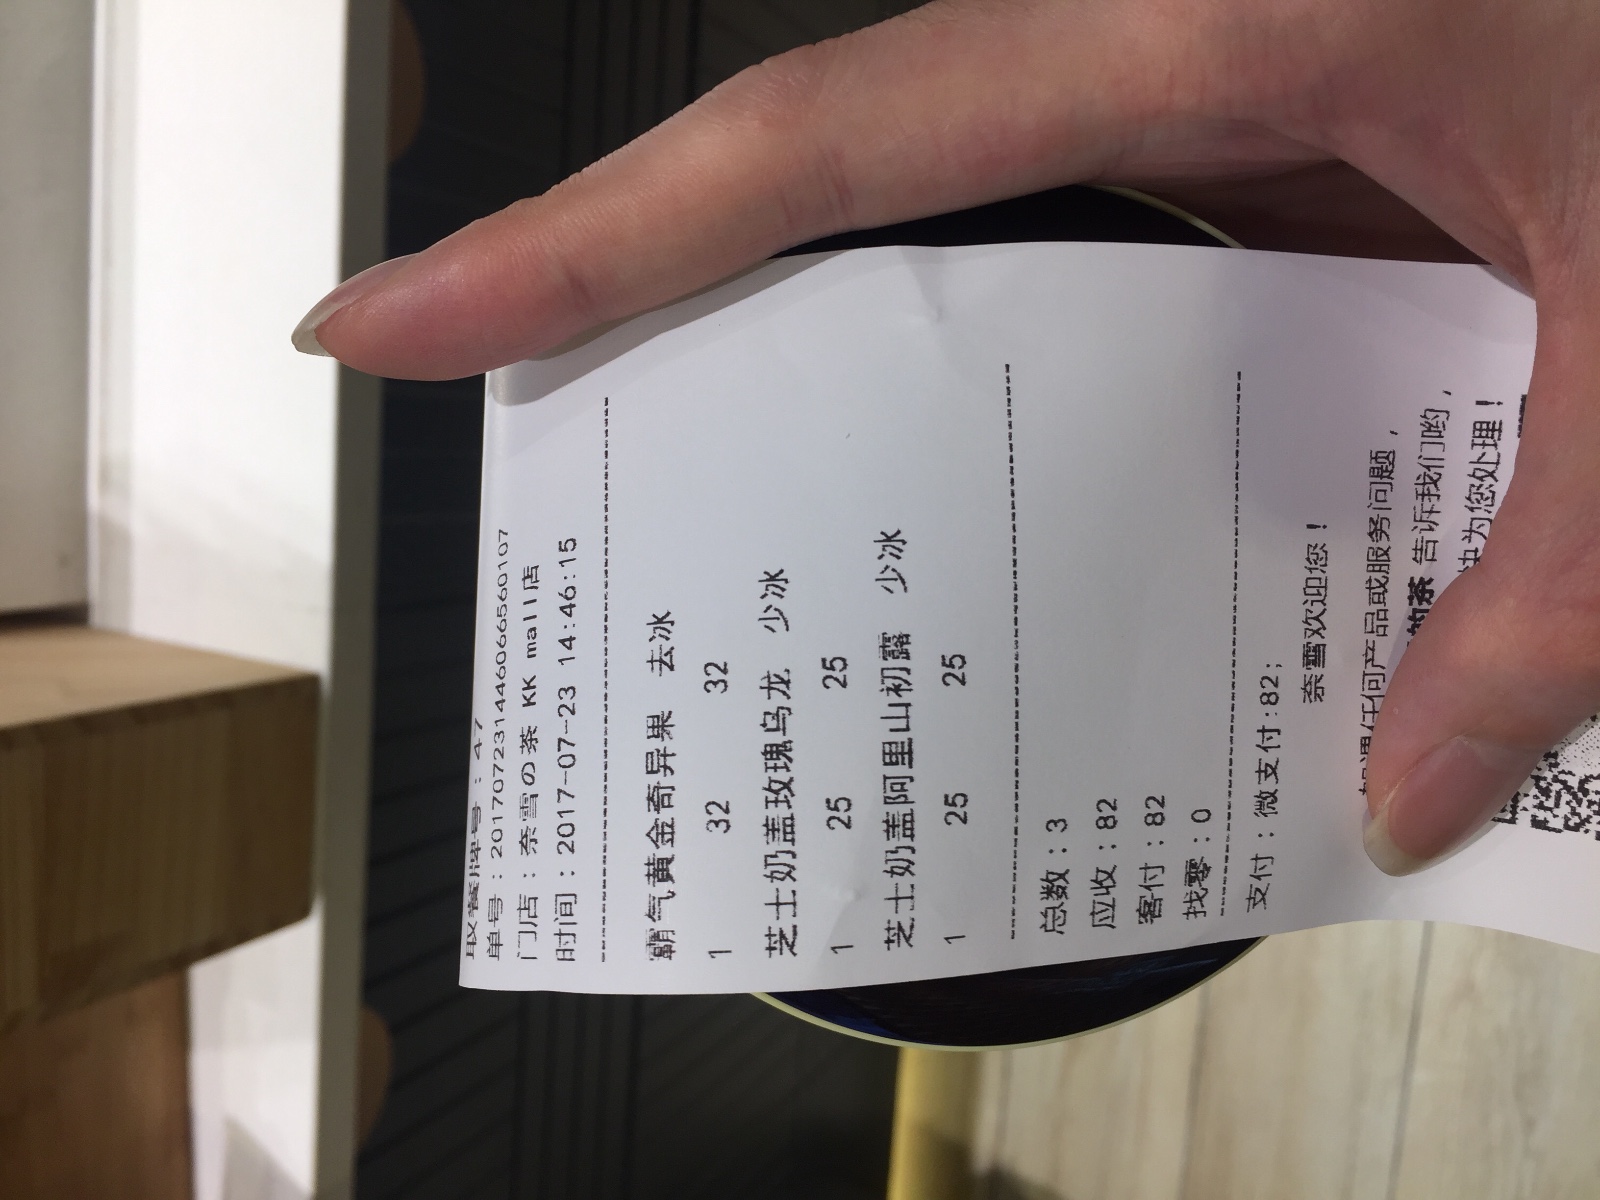 取餐牌号：47
单号：20170723144606656­0107
门店：奈雪の茶 KK mall店
时间：2017-07-23 14:46:15
霸气黄金奇异果 去冰
1 32 32
芝士奶盖玫瑰乌龙 少冰
1 25 25
芝士奶盖阿里山初露 少冰
1 25 25
总数：3
应收：82
客付：82
找零：0
支付：微支付:82;
奈雪欢迎您！
如遇任何产品或服务问题，
的茶 告诉我们哟，
快为您处理！